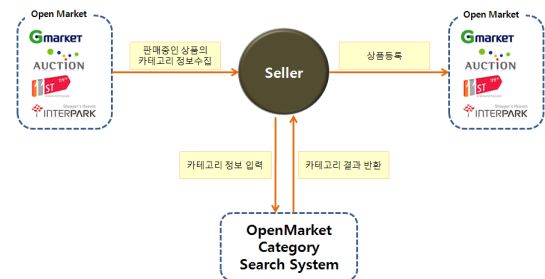 Open Market
Gmarket
AUCTION
11ST
INTERPARK
판매중인 상품의
카테고리 정보수집
Seller
상품등록
Open Market
Gmarket
AUCTION
11ST
INTERPARK
카테고리 정보 입력
카테고리 결과 반환
OpenMarket
Category
Search System